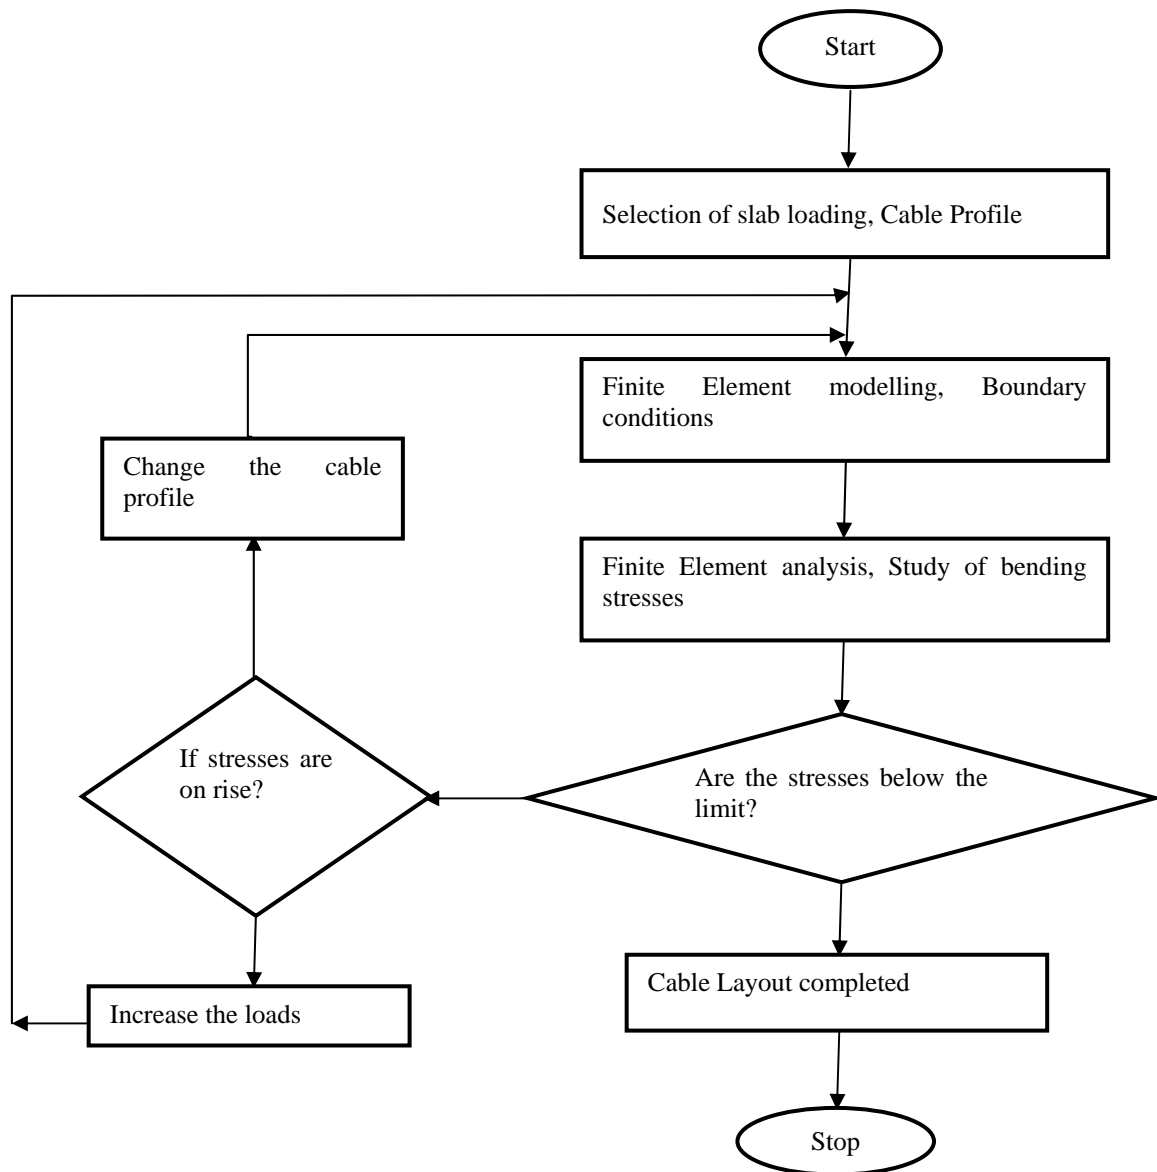 Start
Selection of slab loading, Cable Profile
Finite Element modelling, Boundary
conditions
Change the cable
profile
Finite Element analysis, Study of bending
stresses
If stresses are
on rise?
Are the stresses below the
limit?
Cable Layout completed
Increase the loads
Stop